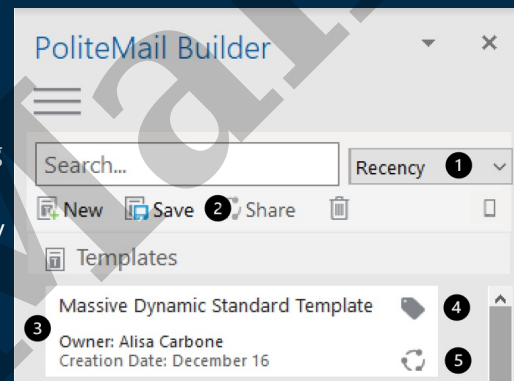 PoliteMail Builder
Search...
Recency 1
New Save 2 Share
Templates
Massive Dynamic Standard Template 4
3
Owner: Alisa Carbone
Creation Date: December 16 5